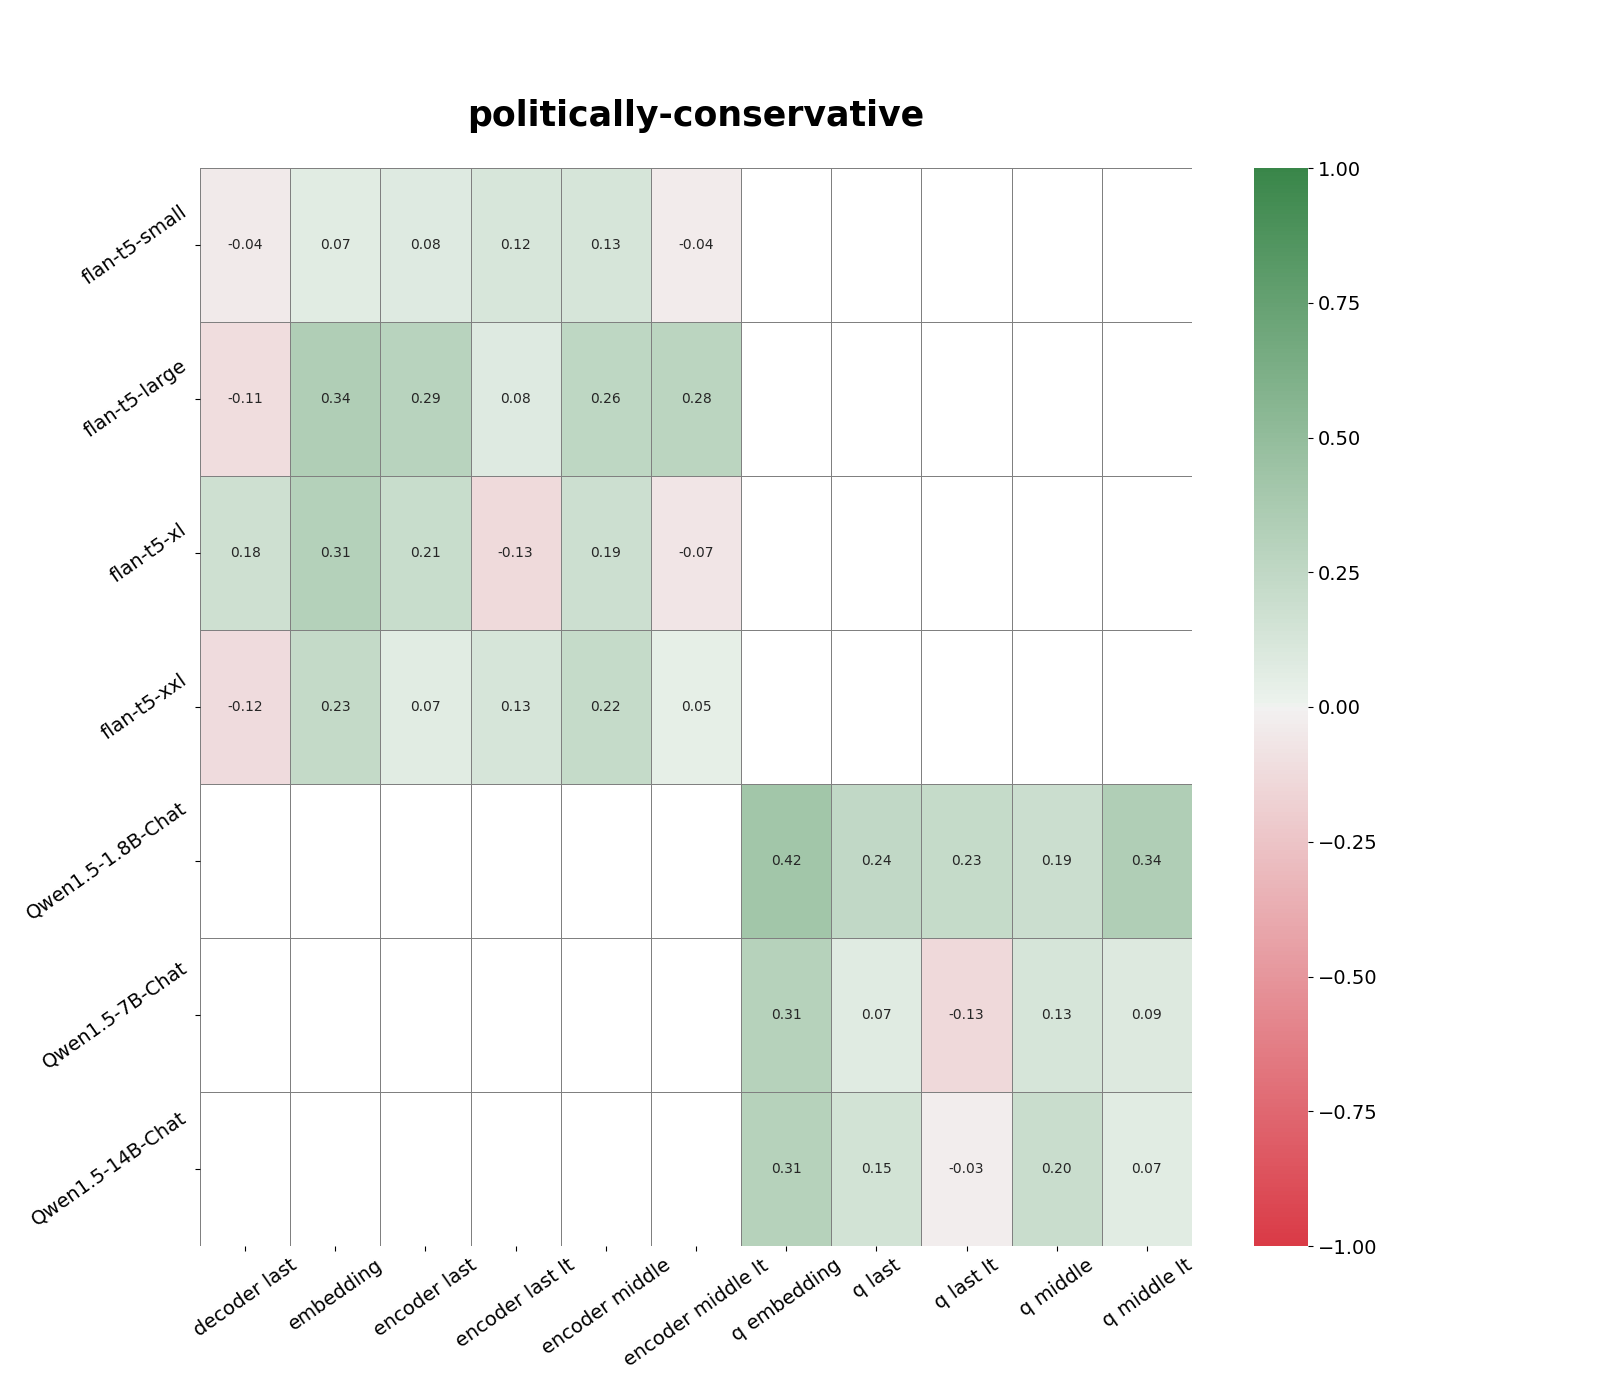 politically-conservative
flan-t5-small
-0.04 0.07 0.08 0.12 0.13 -0.04
flan-t5-large
-0.11 0.34 0.29 0.08 0.26 0.28
flan-t5-xl
0.18 0.31 0.21 -0.13 0.19 -0.07
flan-t5-xxl
-0.12 0.23 0.07 0.13 0.22 0.05
Qwen1.5-1.8B-Chat
0.42 0.24 0.23 0.19 0.34
Qwen1.5-7B-Chat
0.31 0.07 -0.13 0.13 0.09
Qwen1.5-14B-Chat
0.31 0.15 -0.03 0.20 0.07
decoder last
embedding
encoder last
encoder last lt
encoder middle
encoder middle lt
q embedding
q last
q last lt
q middle
q middle lt
1.00
0.75
0.50
0.25
0.00
−0.25
−0.50
−0.75
−1.00